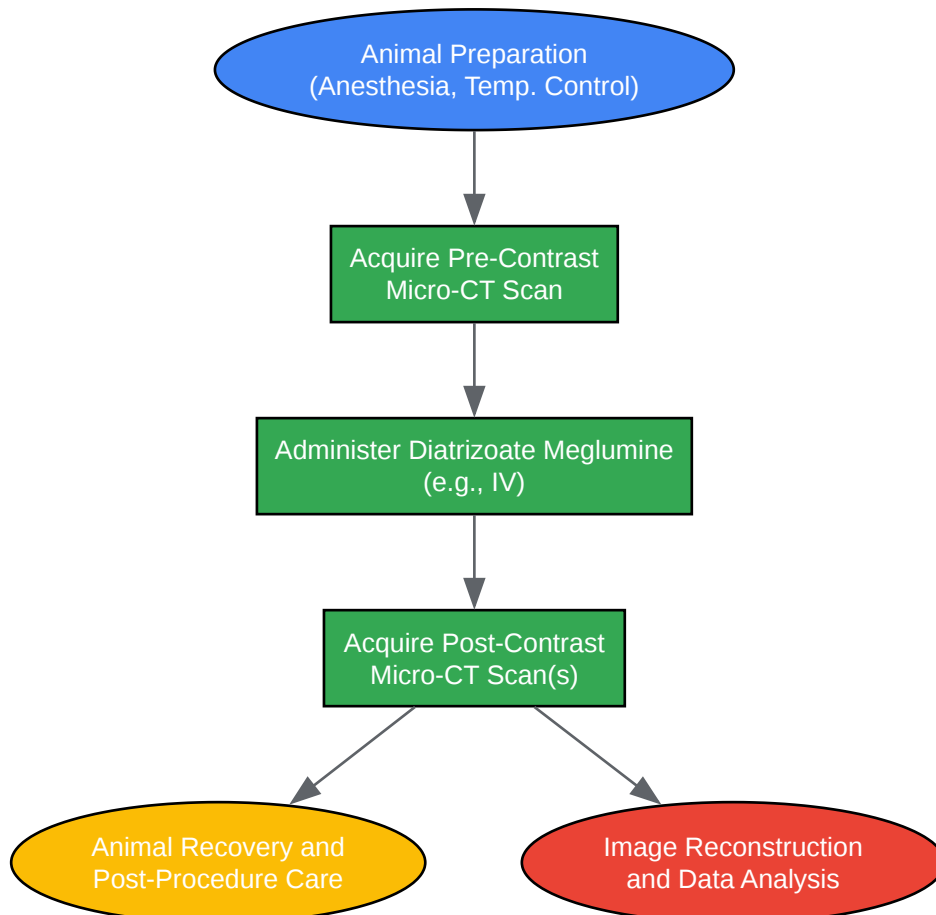 Animal Preparation
(Anesthesia, Temp. Control)
Acquire Pre-Contrast
Micro-CT Scan
Administer Diatrizoate Meglumine
(e.g., IV)
Acquire Post-Contrast
Micro-CT Scan(s)
Animal Recovery and
Post-Procedure Care
Image Reconstruction
and Data Analysis